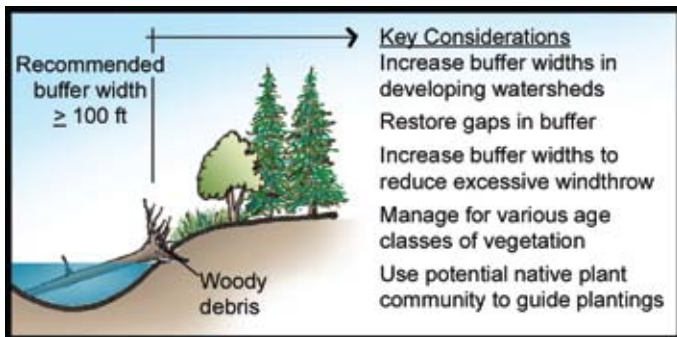 Recommended
buffer width
≥ 100 ft
Woody
debris
Key Considerations
Increase buffer widths in
developing watersheds
Restore gaps in buffer
Increase buffer widths to
reduce excessive windthrow
Manage for various age
classes of vegetation
Use potential native plant
community to guide plantings